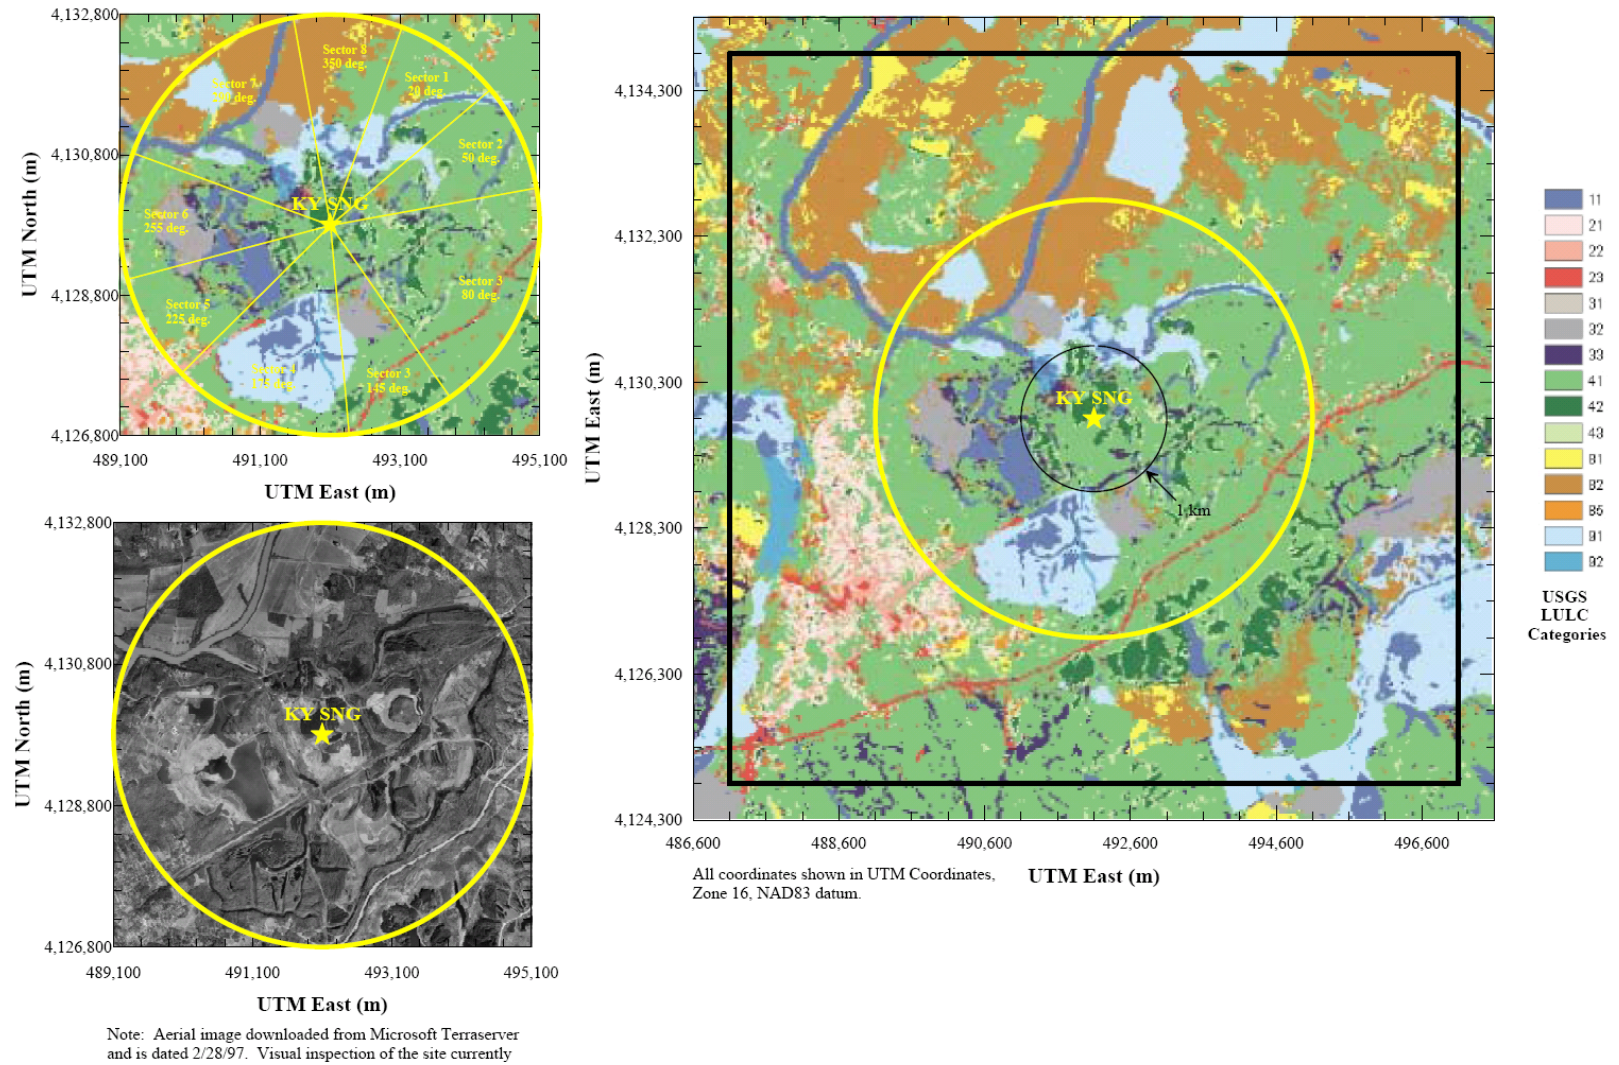 4,132,800
4,130,800
4,128,800
4,126,800
UTM North (m)
Sector 8
350 deg.
Sector 1
20 deg.
Sector 7
deg.
Sector 2
50 deg.
KY SNG
Sector 6
255 deg.
Sector 3
80 deg.
Sector 5
225 deg.
Sector 4
175 deg.
Sector 3
145 deg.
489,100
491,100
493,100
495,100
UTM East (m)
4,132,800
4,130,800
4,128,800
4,126,800
UTM North (m)
KY SNG
489,100
491,100
493,100
495,100
UTM East (m)
Note: Aerial image downloaded from Microsoft Terraserver
and is dated 2/28/97. Visual inspection of the site currently
4,134,300
4,132,300
4,130,300
4,128,300
4,126,300
4,124,300
UTM East (m)
KY SNG
1 km
486,600
488,600
490,600
492,600
494,600
496,600
UTM East (m)
All coordinates shown in UTM Coordinates,
Zone 16, NAD83 datum.
11
21
22
23
31
32
33
41
42
43
81
82
85
91
92
USGS
LULC
Categories